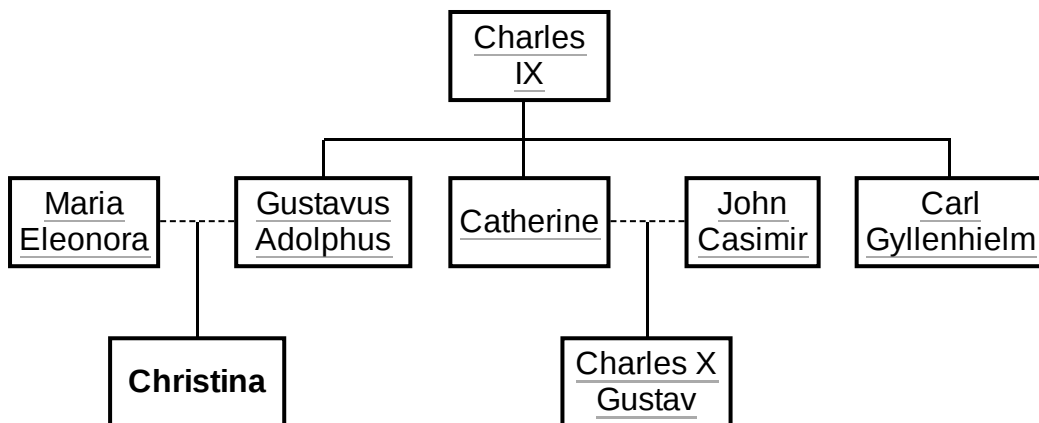 Charles
IX
Maria
Eleonora
Gustavus
Adolphus
Catherine
John
Casimir
Carl
Gyllenhielm
Christina
Charles X
Gustav